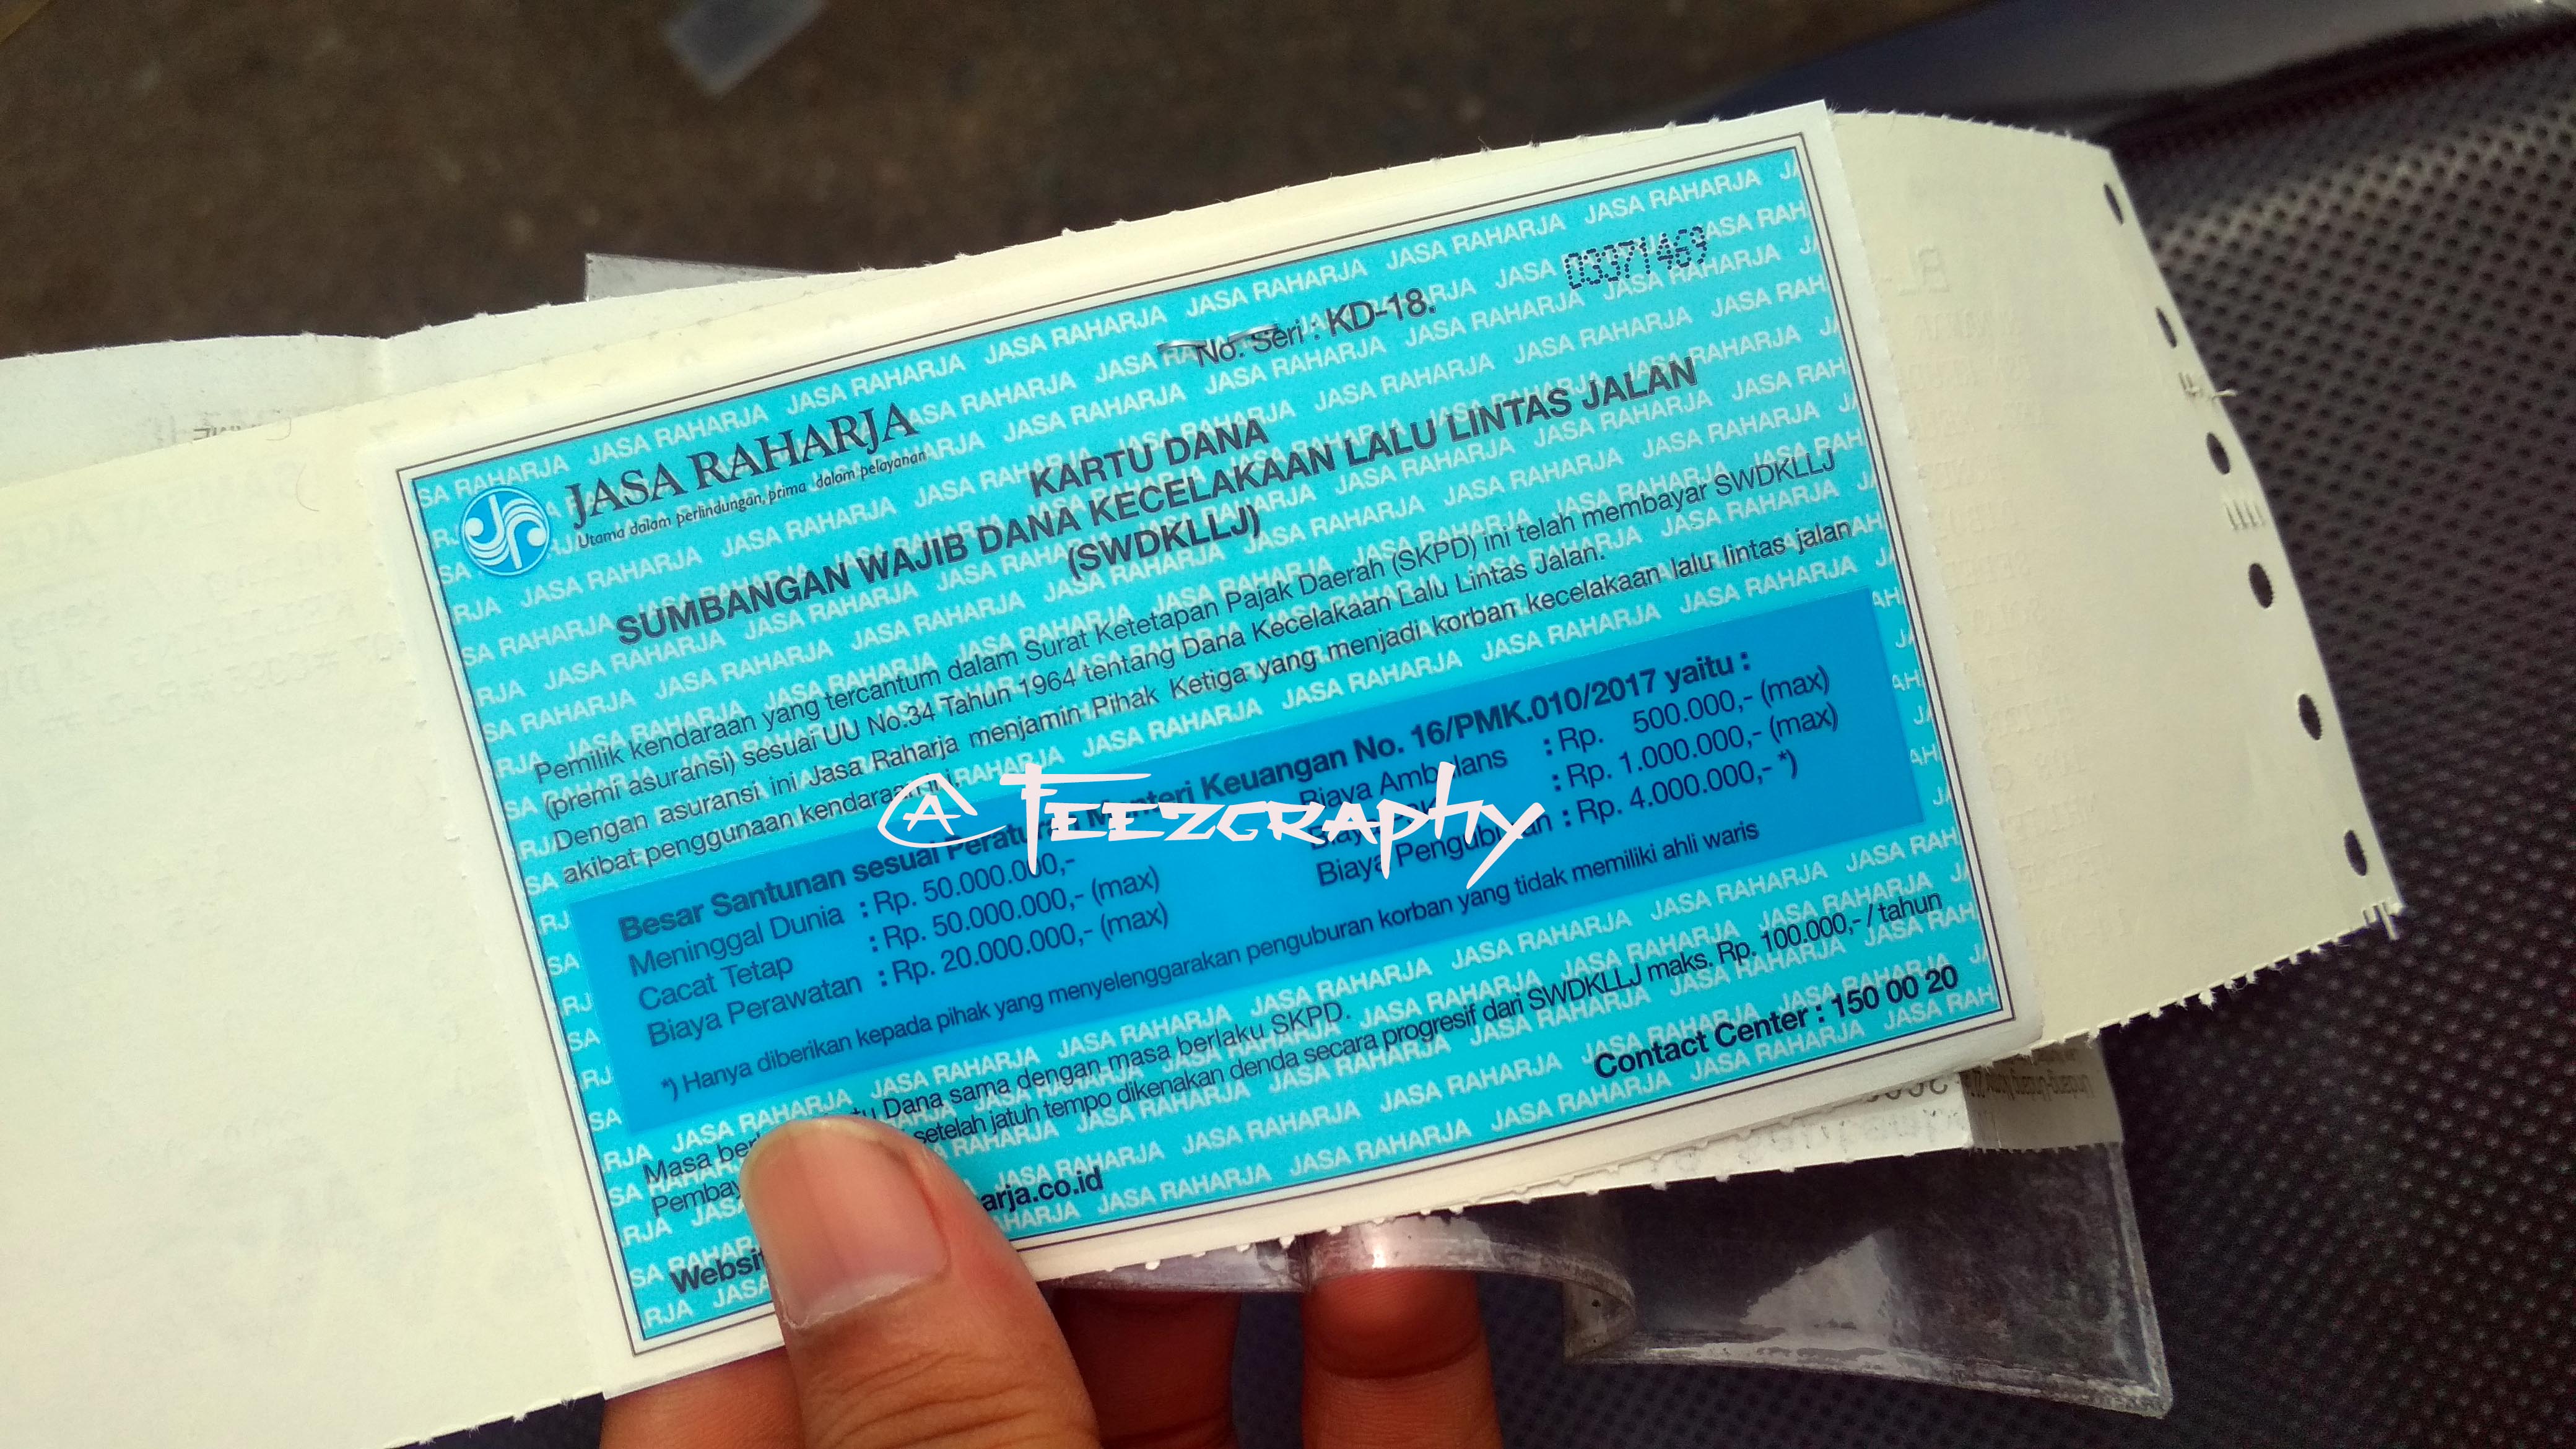 No. Seri : KD-18. 03371469
JASA RAHARJA
Utama dalam perlindungan, prima dalam pelayanan
KARTU DANA
SUMBANGAN WAJIB DANA KECELAKAAN LALU LINTAS JALAN
(SWDKLLJ)
Pemilik kendaraan yang tercantum dalam Surat Ketetapan Pajak Daerah (SKPD) ini telah membayar SWDKLLJ
(premi asuransi) sesuai UU No.34 Tahun 1964 tentang Dana Kecelakaan Lalu Lintas Jalan.
Dengan asuransi ini Jasa Raharja menjamin Pihak Ketiga yang menjadi korban kecelakaan lalu lintas jalan
akibat penggunaan kendaraan ini.
Besar Santunan sesuai Peraturan Menteri Keuangan No. 16/PMK.010/2017 yaitu :
Meninggal Dunia : Rp. 50.000.000,-
Cacat Tetap : Rp. 50.000.000,- (max)
Biaya Perawatan : Rp. 20.000.000,- (max)
Biaya Ambulans : Rp. 500.000,- (max)
Biaya : Rp. 1.000.000,- (max)
Biaya Penguburan : Rp. 4.000.000,- *)
*) Hanya diberikan kepada pihak yang menyelenggarakan penguburan korban yang tidak memiliki ahli waris
Masa Dana sama dengan masa berlaku SKPD.
setelah jatuh tempo dikenakan denda secara progresif dari SWDKLLJ maks. Rp. 100.000,- / tahun
arja.co.id
Contact Center : 150 00 20
@Feezgraphy